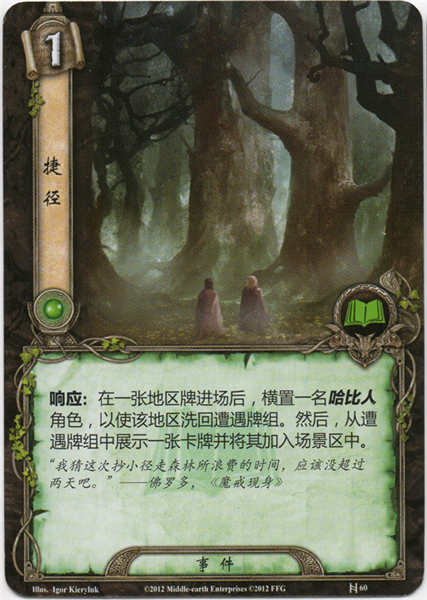 1
捷径
响应：在一张地区牌进场后，横置一名哈比人
角色，以使该地区洗回遭遇牌组。然后，从遭
遇牌组中展示一张卡牌并将其加入场景区中。
“我猜这次抄小径走森林所浪费的时间，应该没超过
两天吧。”——佛罗多，《魔戒现身》
事件
Illus. Igor Kieryluk
©2012 Middle-earth Enterprises ©2012 FFG
60